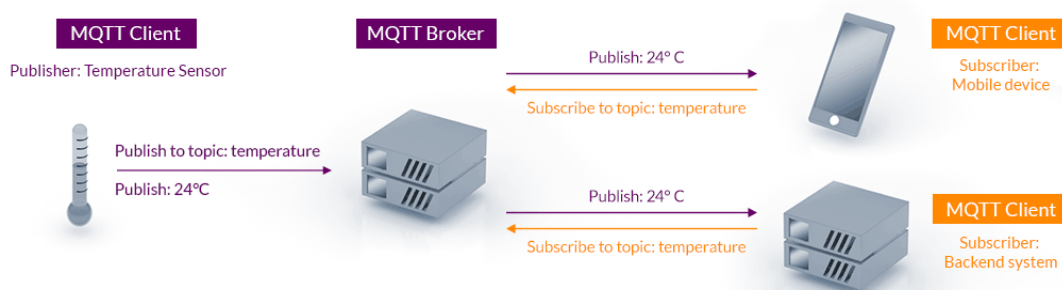 MQTT Client
Publisher: Temperature Sensor
Publish to topic: temperature
Publish: 24°C
MQTT Broker
Publish: 24° C
Subscribe to topic: temperature
MQTT Client
Subscriber:
Mobile device
Publish: 24° C
Subscribe to topic: temperature
MQTT Client
Subscriber:
Backend system